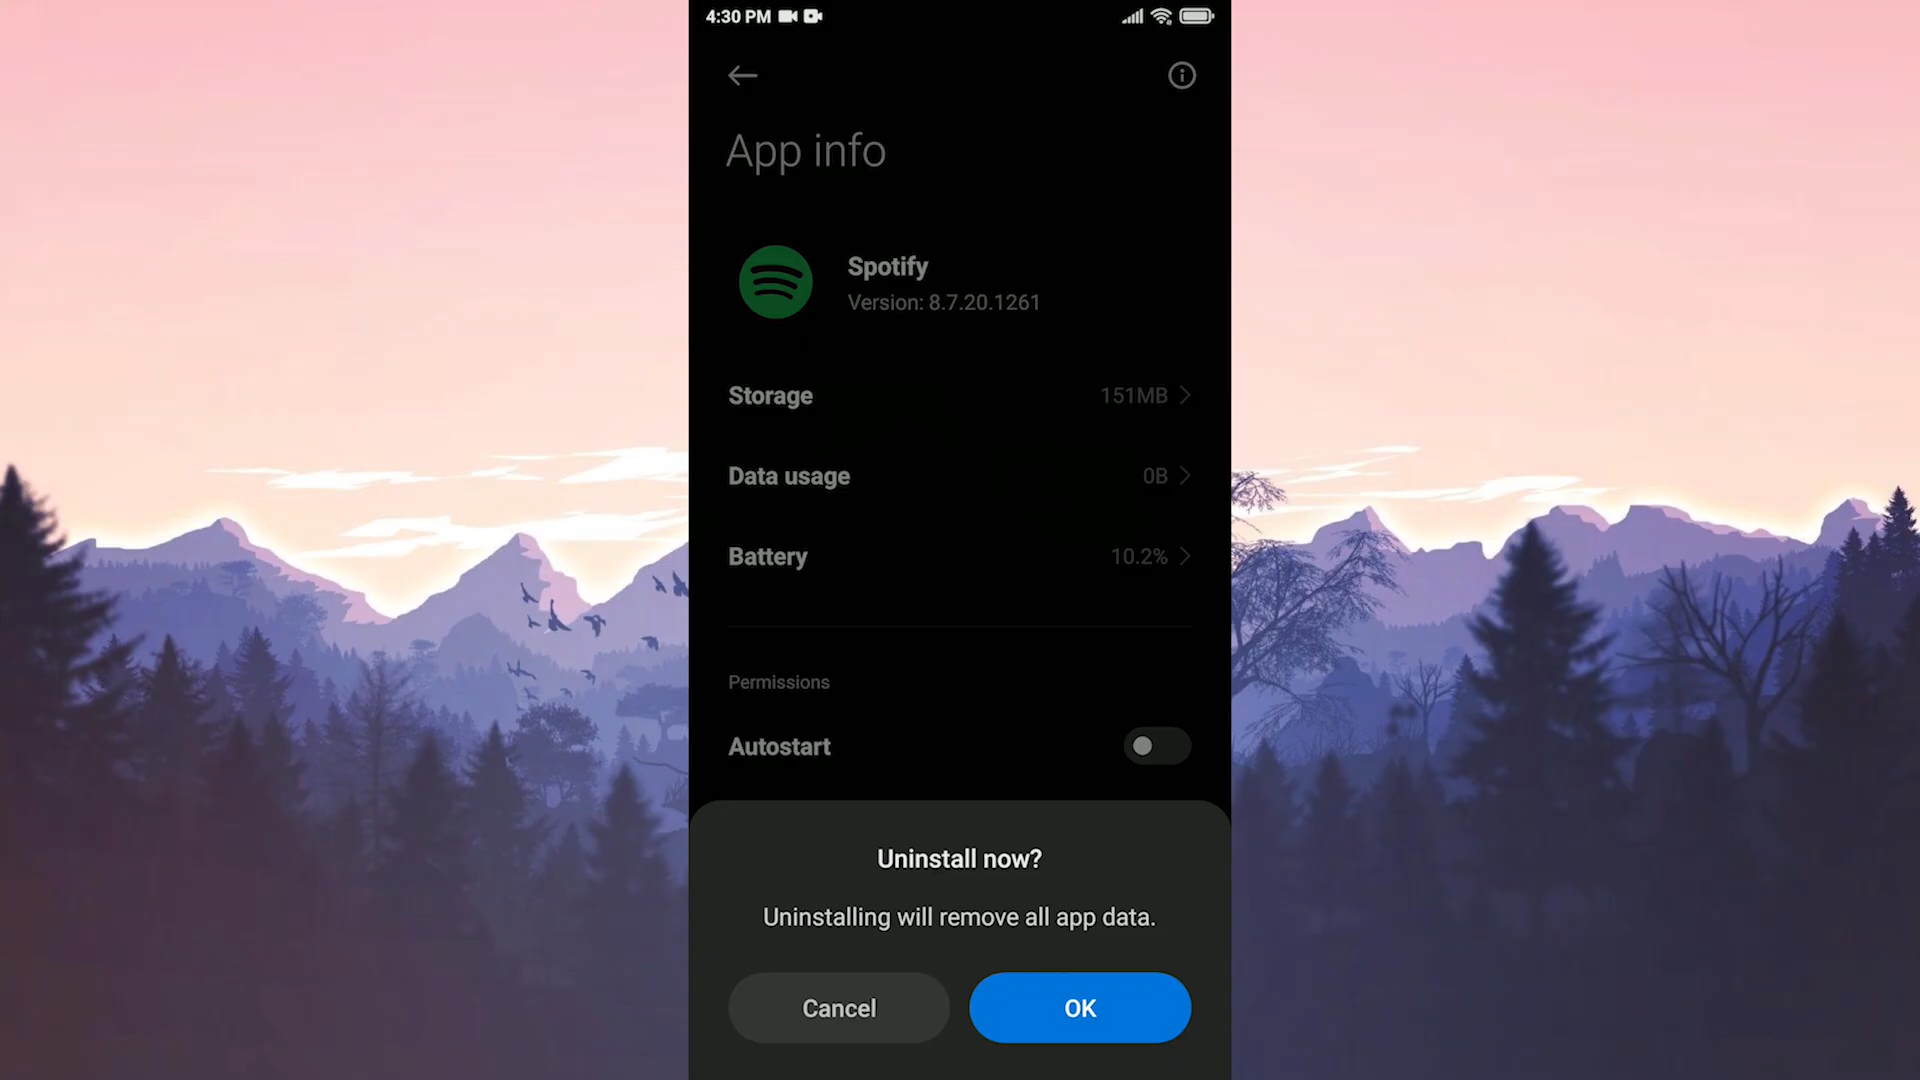 4:30 PM
App info
Spotify
Version: 8.7.20.1261
Storage 151MB
Data usage 0B
Battery 10.2%
Permissions
Autostart
Uninstall now?
Uninstalling will remove all app data.
Cancel OK